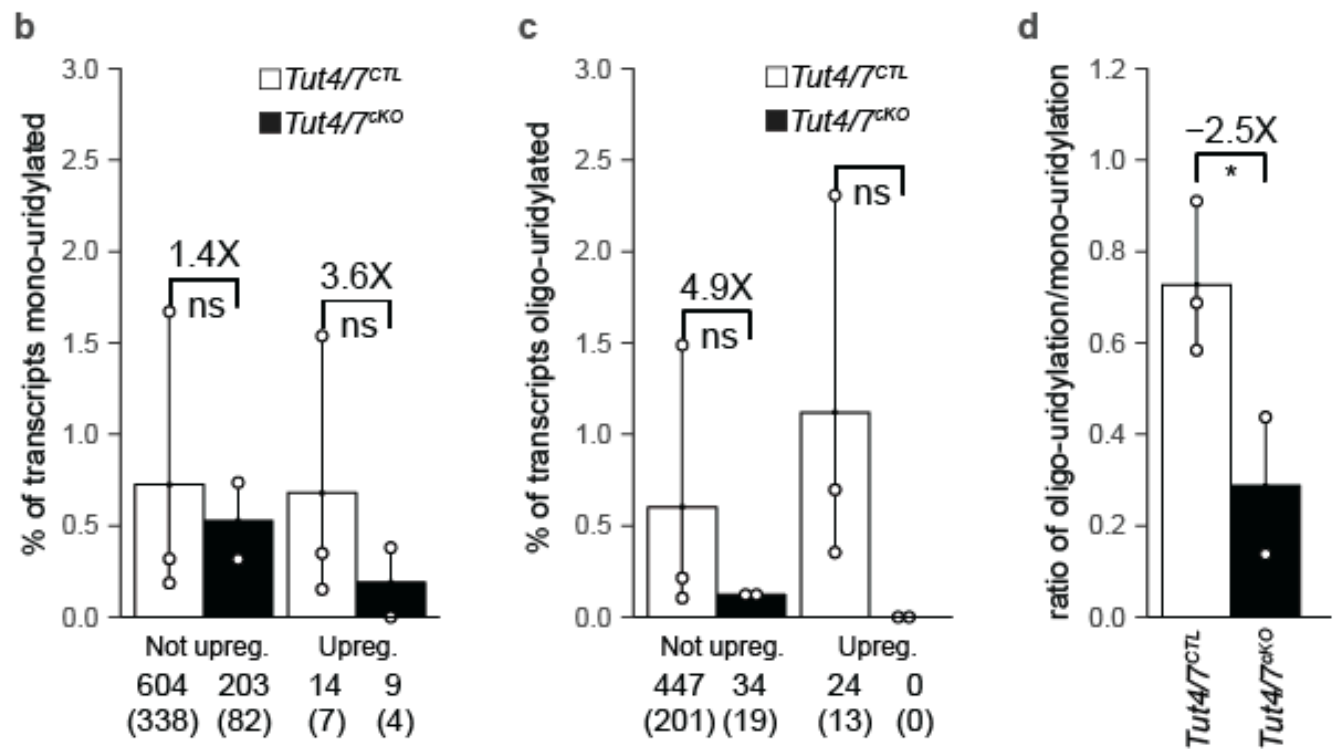 b
% of transcripts mono-uridylated
3.0
2.5
2.0
1.5
1.0
0.5
0.0
Tut4/7CTL
Tut4/7cKO
1.4X
ns
3.6X
ns
Not upreg. Upreg.
604 203 14 9
(338) (82) (7) (4)
c
% of transcripts oligo-uridylated
3.0
2.5
2.0
1.5
1.0
0.5
0.0
Tut4/7CTL
Tut4/7cKO
4.9X
ns
ns
Not upreg. Upreg.
447 34 24 0
(201) (19) (13) (0)
d
ratio of oligo-uridylation/mono-uridylation
1.2
1.0
0.8
0.6
0.4
0.2
0.0
−2.5X
*
Tut4/7CTL
Tut4/7cKO